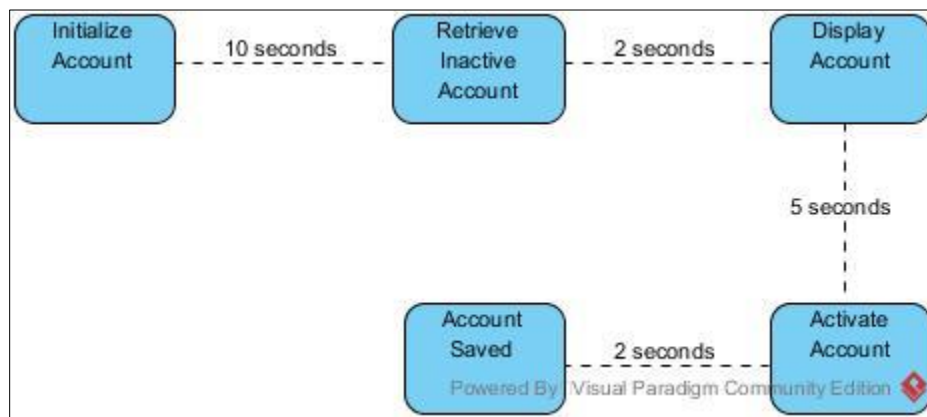 Initialize
Account
10 seconds
Retrieve
Inactive
Account
2 seconds
Display
Account
5 seconds
Activate
Account
2 seconds
Account
Saved
Powered By Visual Paradigm Community Edition